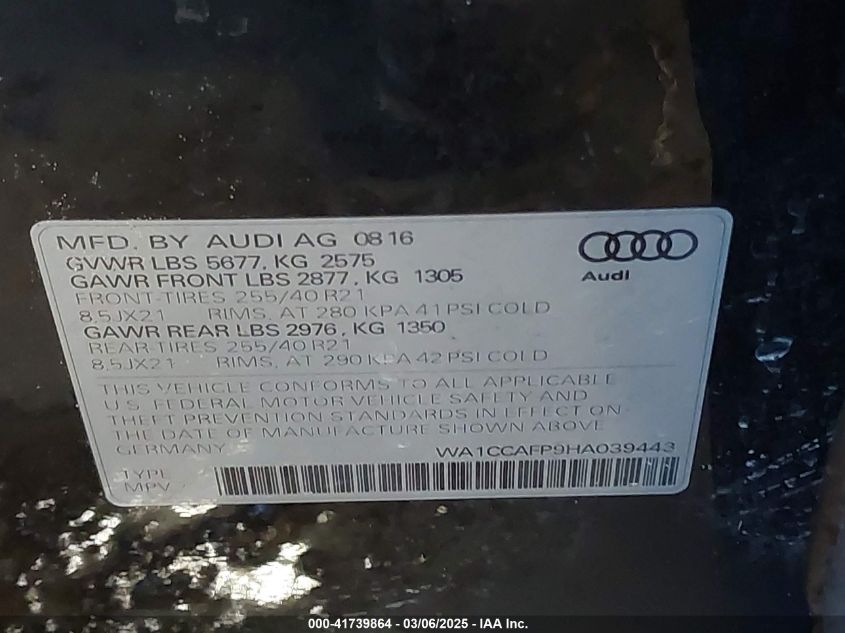 MFD. BY AUDI AG 08 16
GVWR LBS 5677, KG 2575
GAWR FRONT LBS 2877, KG 1305
FRONT-TIRES 255/40 R21
8,5JX21 RIMS, AT 280 KPA 41 PSI COLD
GAWR REAR LBS 2976, KG 1350
REAR-TIRES 255/40 R21
8,5JX21 RIMS, AT 290 KPA 42 PSI COLD
Audi
THIS VEHICLE CONFORMS TO ALL APPLICABLE
U.S. FEDERAL MOTOR VEHICLE SAFETY AND
THEFT PREVENTION STANDARDS IN EFFECT ON
THE DATE OF MANUFACTURE SHOWN ABOVE.
GERMANY WA1CCAFP9HA039443
TYPE
MPV
000-41739864 - 03/06/2025 - IAA Inc.